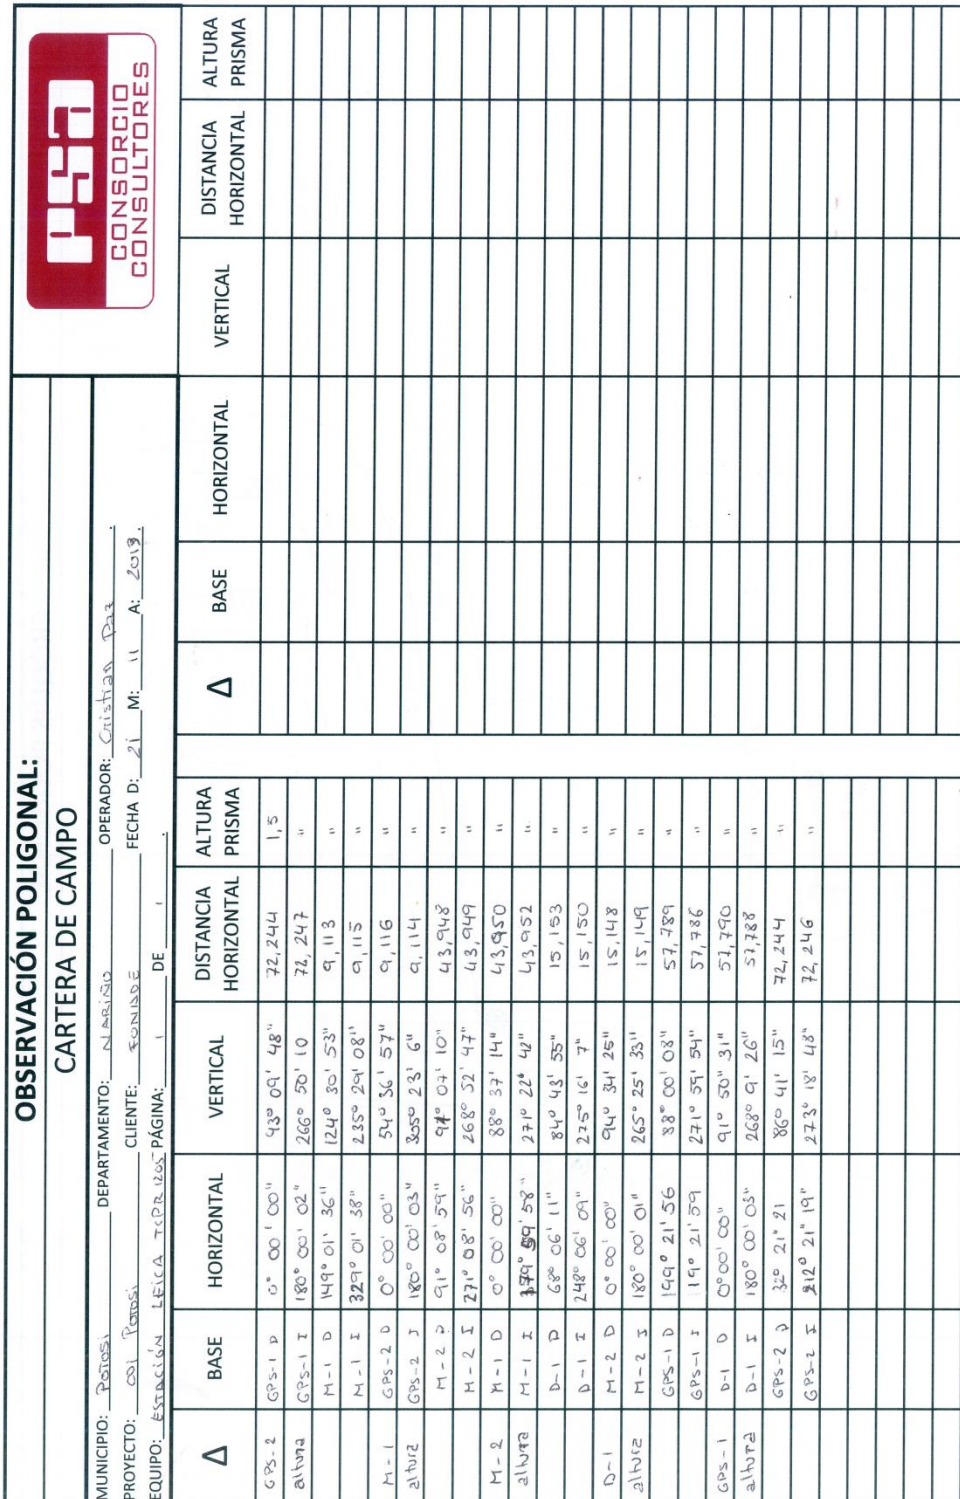 OBSERVACIÓN POLIGONAL:
CARTERA DE CAMPO
psa
CONSORCIO
CONSULTORES
MUNICIPIO: Potosi DEPARTAMENTO: NARIÑO OPERADOR: Cristian Paz.
PROYECTO: CDI Potosi CLIENTE: FONADE FECHA D: 21 M: 11 A: 2013.
EQUIPO: ESTACIÓN LEICA TCPR 1205 PÁGINA: 1 DE 1.
Δ BASE HORIZONTAL VERTICAL DISTANCIA HORIZONTAL ALTURA PRISMA Δ BASE HORIZONTAL VERTICAL DISTANCIA HORIZONTAL ALTURA PRISMA
GPS-2 GPS-1 D 0° 00' 00" 43° 09' 48" 72,244 1,5
altura GPS-1 I 180° 00' 02" 266° 50' 10 72,247 "
M-1 D 149° 01' 36" 124° 30' 53" 9,113 "
M-1 I 329° 01' 38" 235° 29' 08" 9,115 "
M-1 GPS-2 D 0° 00' 00" 54° 36' 57" 9,116 "
altura GPS-2 I 180° 00' 03" 305° 23' 6" 9,114 "
M-2 D 91° 08' 59" 91° 07' 10" 43,948 "
M-2 I 271° 08' 56" 268° 52' 47" 43,949 "
M-2 M-1 D 0° 00' 00" 88° 37' 14" 43,950 "
altura M-1 I 179° 59' 58" 271° 22' 42" 43,952 "
D-1 D 68° 06' 11" 84° 43' 55" 15,153 "
D-1 I 248° 06' 09" 275° 16' 7" 15,150 "
D-1 M-2 D 0° 00' 00" 94° 34' 25" 15,148 "
altura M-2 I 180° 00' 01" 265° 25' 33" 15,149 "
GPS-1 D 199° 21' 56 88° 00' 08" 57,789 "
GPS-1 I 19° 21' 59 271° 59' 54" 57,786 "
GPS-1 D-1 D 0° 00' 00" 91° 50" 31" 57,790 "
altura D-1 I 180° 00' 03" 268° 9' 26" 57,788 "
GPS-2 D 32° 21' 21 86° 41' 15" 72,244 "
GPS-2 I 212° 21" 19" 273° 18' 48" 72,246 "